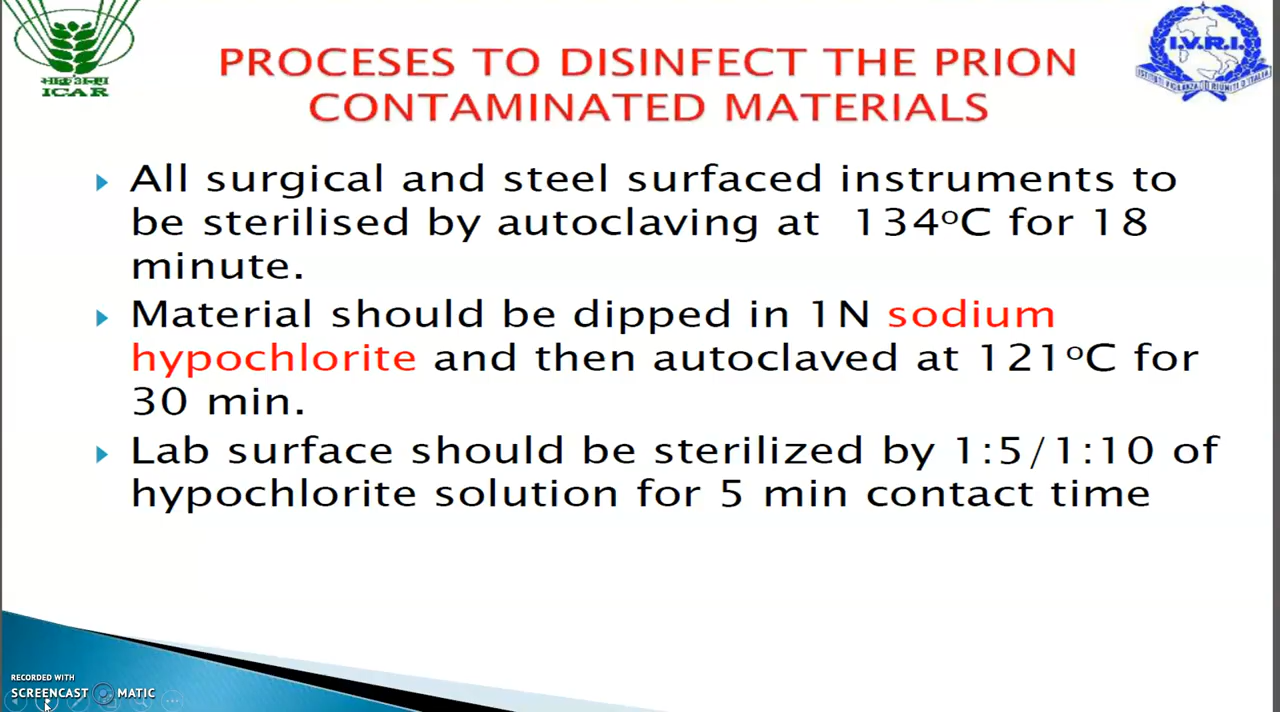 PROCESES TO DISINFECT THE PRION
CONTAMINATED MATERIALS
ICAR
I.V.R.I.
All surgical and steel surfaced instruments to
be sterilised by autoclaving at 134ºC for 18
minute.
Material should be dipped in 1N sodium
hypochlorite and then autoclaved at 121ºC for
30 min.
Lab surface should be sterilized by 1:5/1:10 of
hypochlorite solution for 5 min contact time
RECORDED WITH
SCREENCAST MATIC